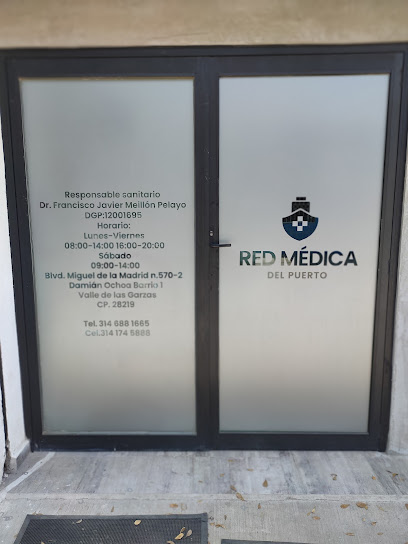 Responsable sanitario
Dr. Francisco Javier Meillón Pelayo
DGP:12001695
Horario:
Lunes-Viernes
08:00-14:00 16:00-20:00
Sábado
09:00-14:00
Blvd. Miguel de la Madrid n.570-2
Damián Ochoa Barrio 1
Valle de las Garzas
CP. 28219
Tel. 314 688 1665
Cel.314 174 5888
RED MÉDICA
DEL PUERTO